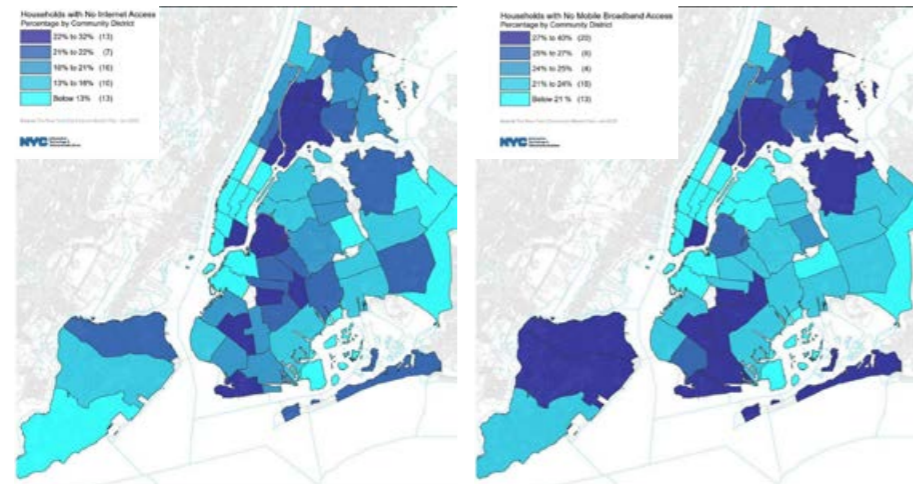 Households with No Internet Access
Percentage by Community District
22% to 32% (13)
21% to 22% (7)
16% to 21% (16)
13% to 16% (10)
Below 13% (13)
NYC
Households with No Mobile Broadband Access
Percentage by Community District
27% to 40% (20)
25% to 27% (6)
24% to 25% (4)
21% to 24% (16)
Below 21 % (13)
NYC